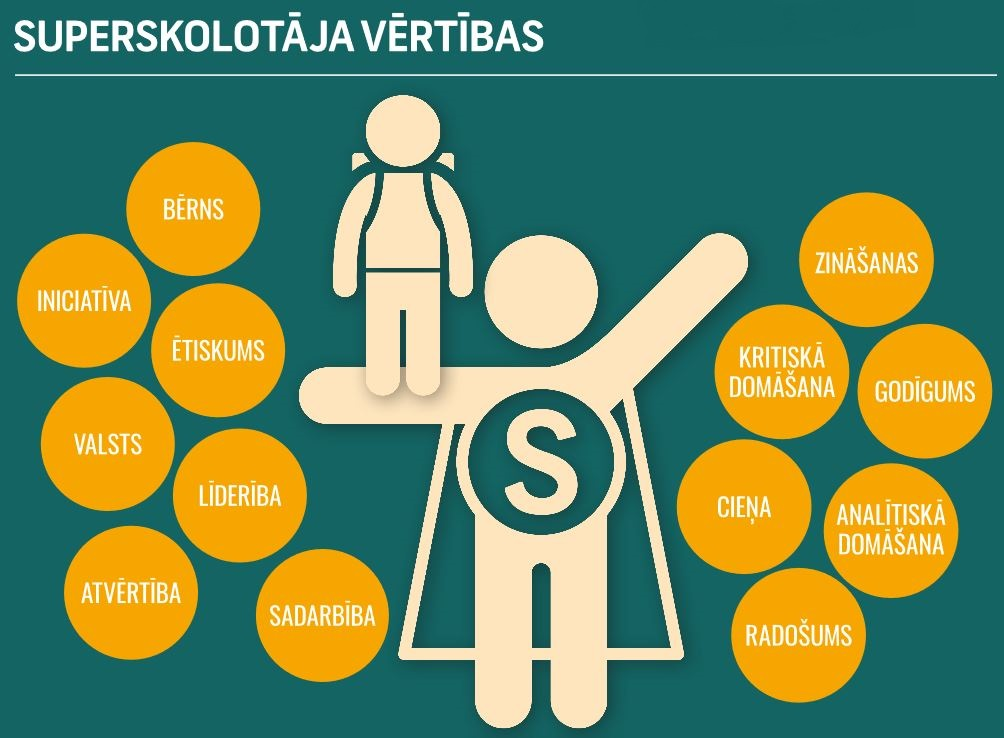 SUPERSKOLOTĀJA VĒRTĪBAS
BĒRNS
INICIATĪVA
ĒTISKUMS
VALSTS
LĪDERĪBA
ATVĒRTĪBA
SADARBĪBA
S
ZINĀŠANAS
KRITISKĀ
DOMĀŠANA
GODĪGUMS
CIEŅA
ANALĪTISKĀ
DOMĀŠANA
RADOŠUMS